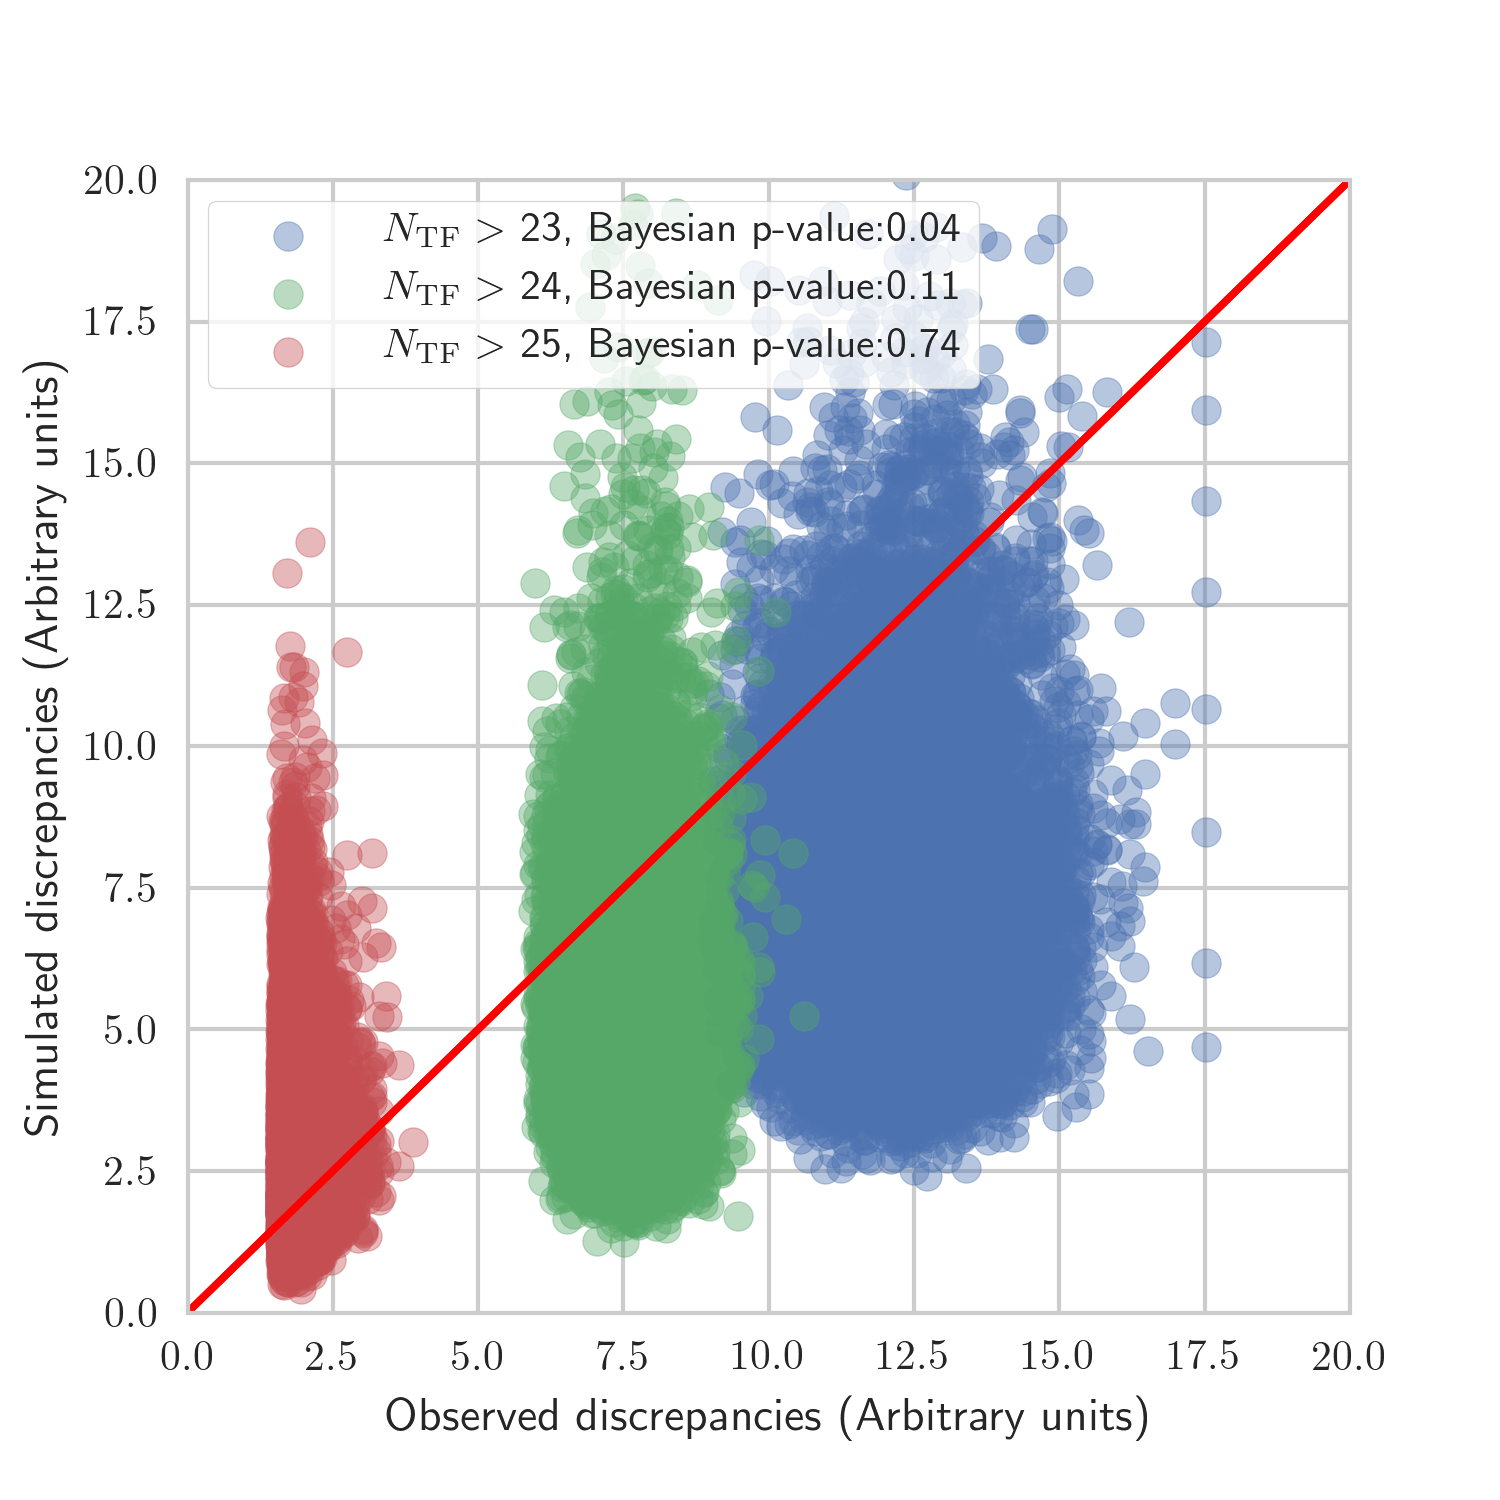 20.0
17.5
15.0
12.5
10.0
7.5
5.0
2.5
0.0
Simulated discrepancies (Arbitrary units)
N_TF > 23, Bayesian p-value:0.04
N_TF > 24, Bayesian p-value:0.11
N_TF > 25, Bayesian p-value:0.74
0.0 2.5 5.0 7.5 10.0 12.5 15.0 17.5 20.0
Observed discrepancies (Arbitrary units)